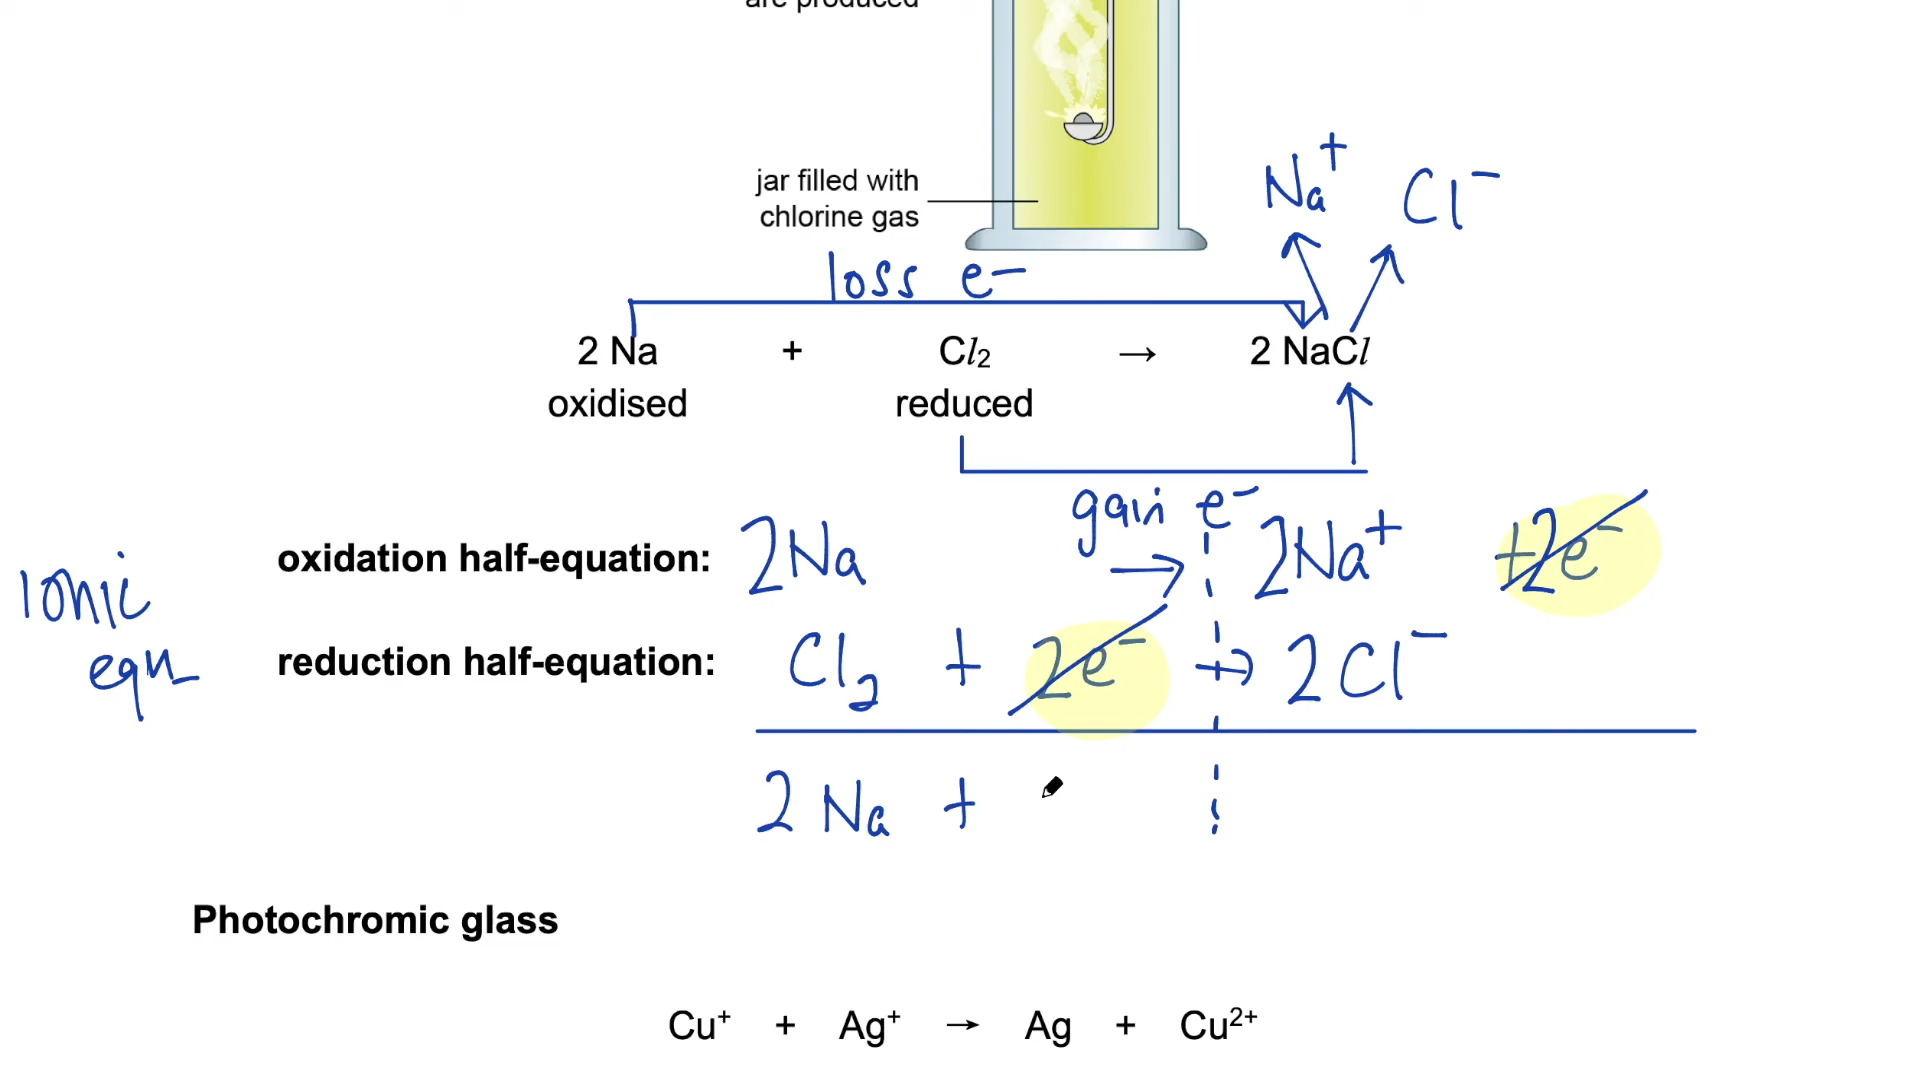 are produced
jar filled with
chlorine gas
Na⁺ Cl⁻
loss e⁻
2 Na + Cl₂ → 2 NaCl
oxidised reduced
gain e⁻
oxidation half-equation: 2Na → 2Na⁺ +2e⁻
Ionic
equ
reduction half-equation: Cl₂ + 2e⁻ → 2Cl⁻
2 Na +
Photochromic glass
Cu⁺ + Ag⁺ → Ag + Cu²⁺